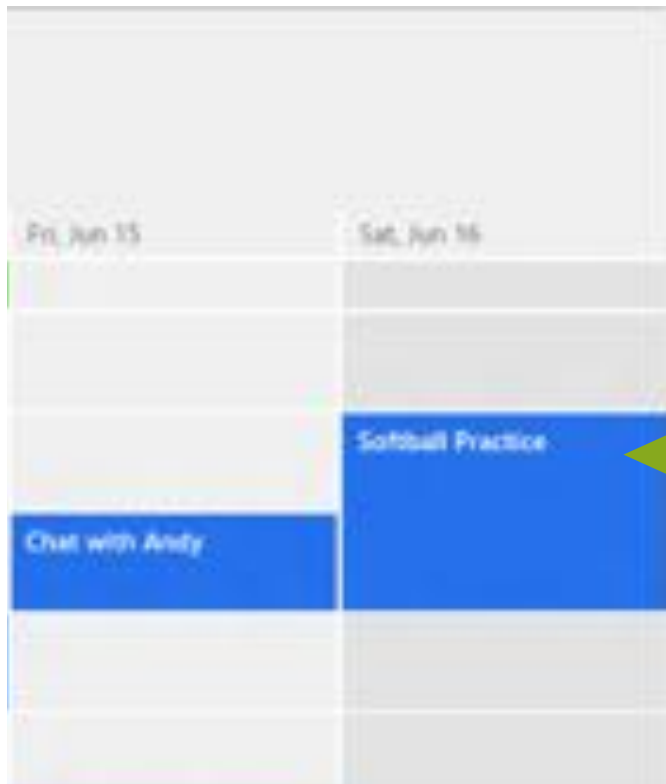 Fri, Jun 15
Sat, Jun 16
Softball Practice
Chat with Andy